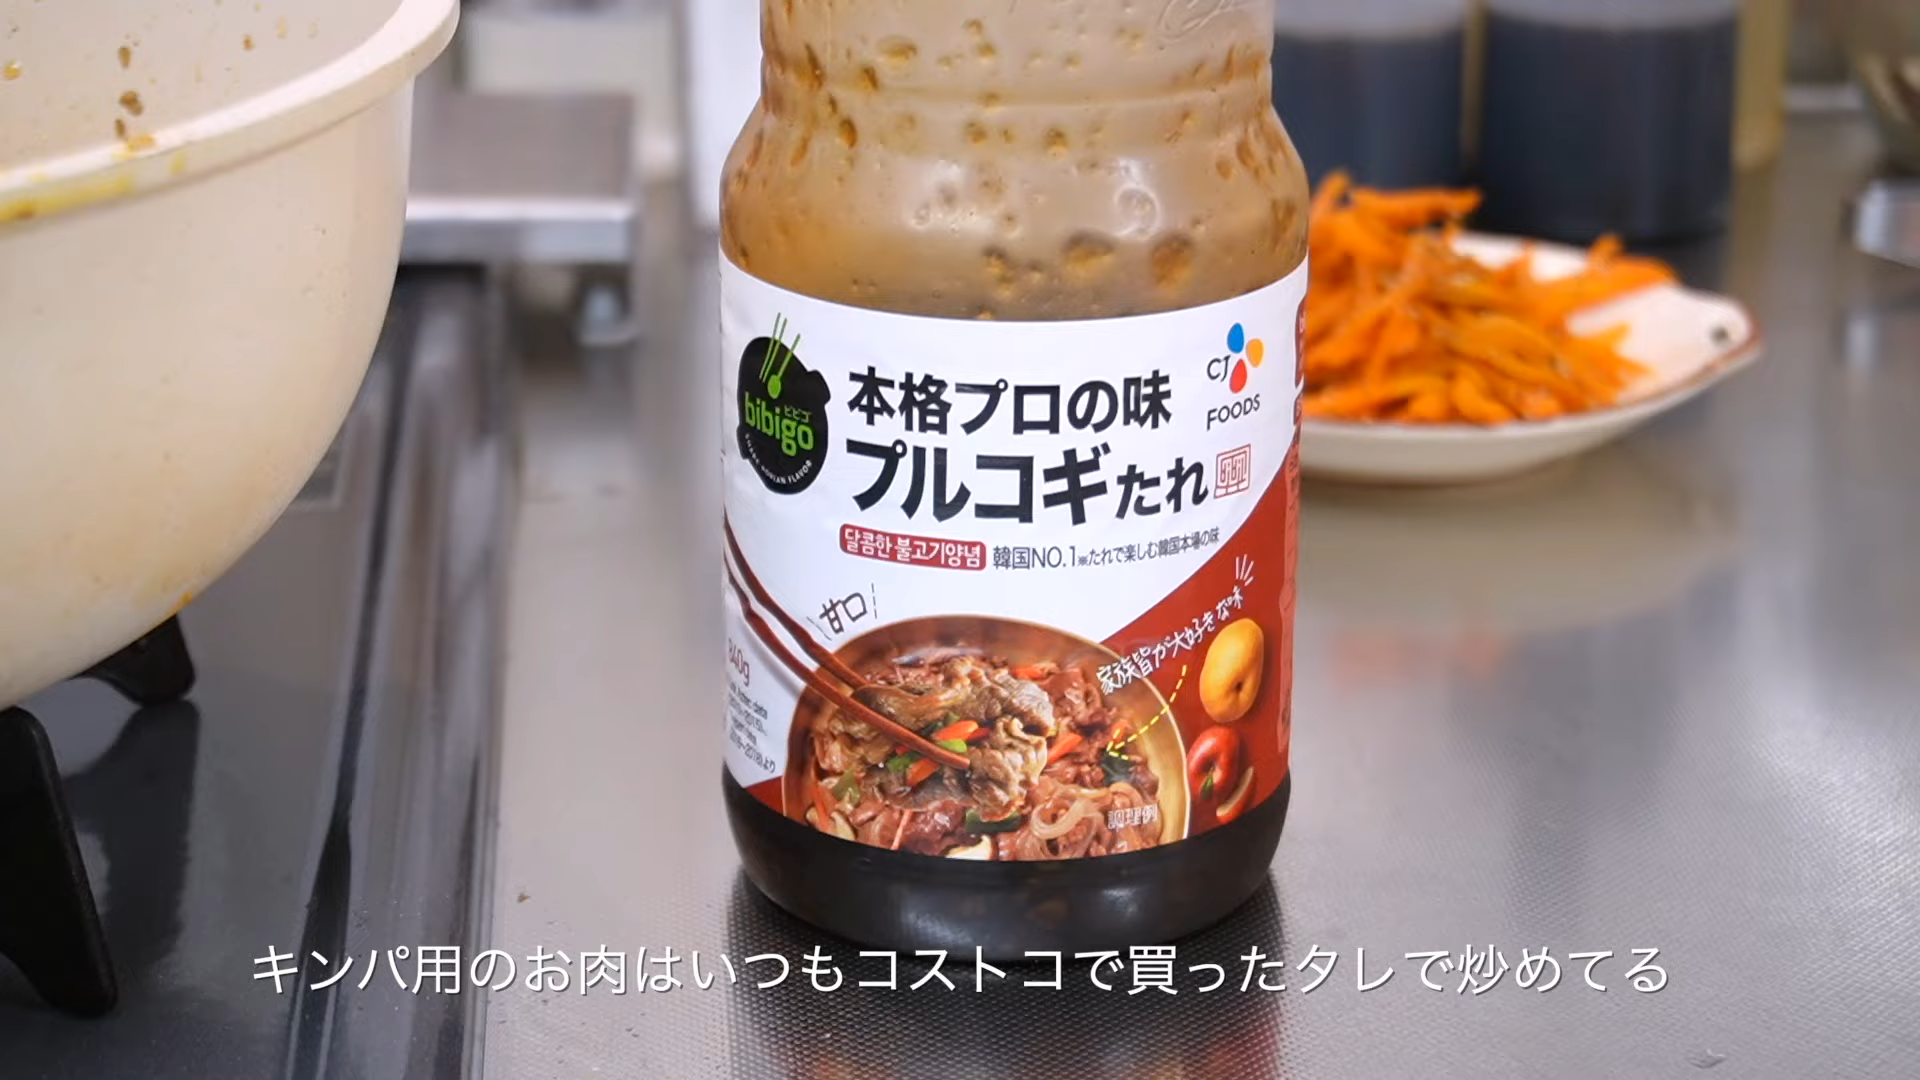 bibigo
ビビゴ
本格プロの味
プルコギたれ
CJ
FOODS
달콤한 불고기양념
韓国NO.1※たれで楽しむ韓国本場の味
甘口
家族皆が大好きな味
840g
調理例
キンパ用のお肉はいつもコストコで買ったタレで炒めてる